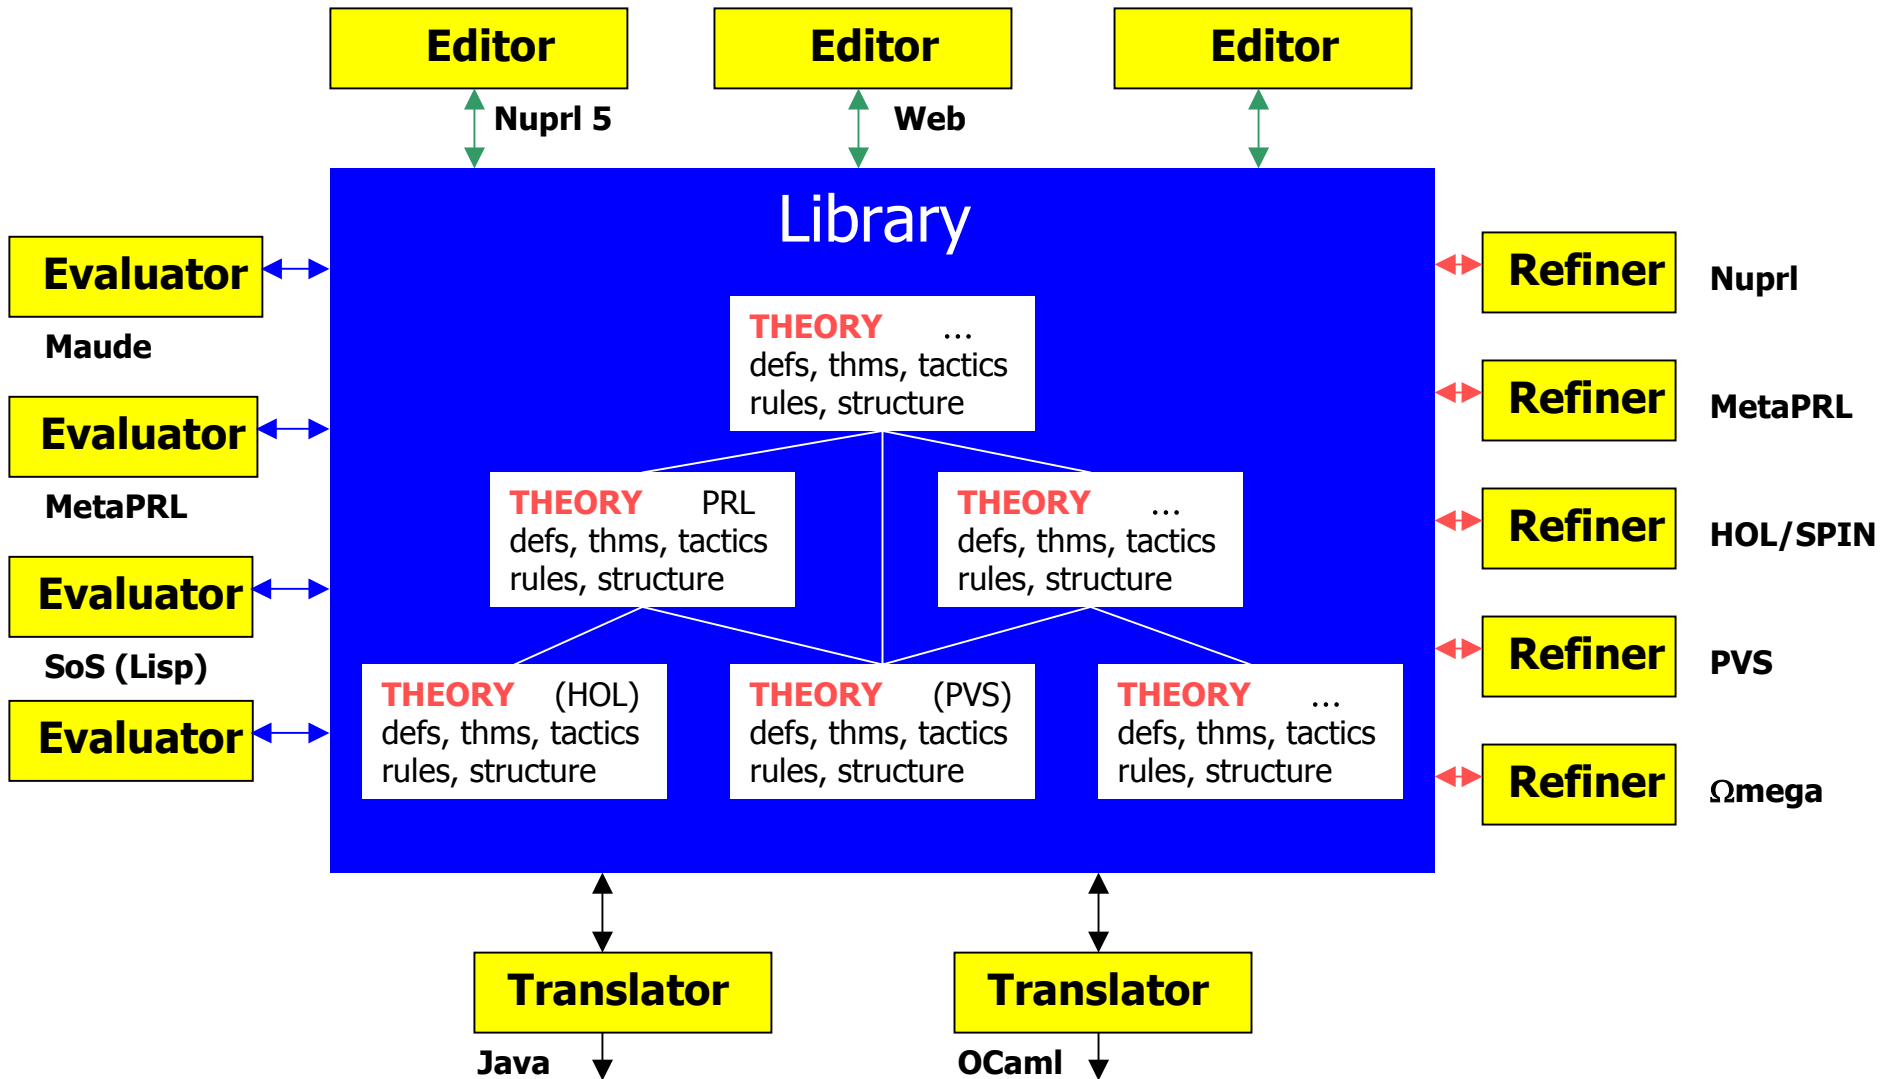 Editor
Editor
Editor
Nuprl 5
Web
Library
Evaluator
Maude
Evaluator
MetaPRL
Evaluator
SoS (Lisp)
Evaluator
THEORY ...
defs, thms, tactics
rules, structure
THEORY PRL
defs, thms, tactics
rules, structure
THEORY ...
defs, thms, tactics
rules, structure
THEORY (HOL)
defs, thms, tactics
rules, structure
THEORY (PVS)
defs, thms, tactics
rules, structure
THEORY ...
defs, thms, tactics
rules, structure
Refiner
Nuprl
Refiner
MetaPRL
Refiner
HOL/SPIN
Refiner
PVS
Refiner
Ωmega
Translator
Java
Translator
OCaml